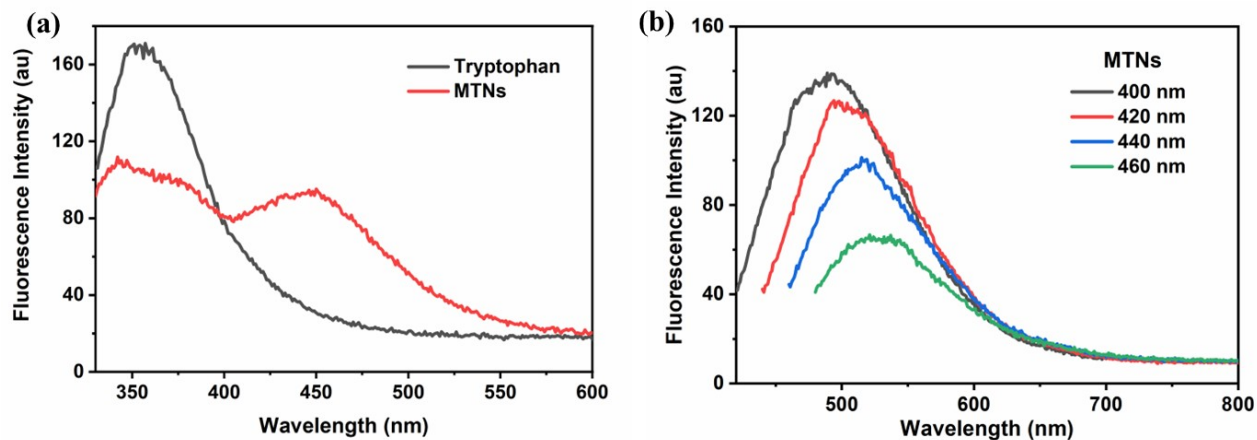 (a)
Fluorescence Intensity (au)
160
120
80
40
0
350 400 450 500 550 600
Wavelength (nm)
Tryptophan
MTNs
(b)
Fluorescence Intensity (au)
160
120
80
40
0
500 600 700 800
Wavelength (nm)
MTNs
400 nm
420 nm
440 nm
460 nm